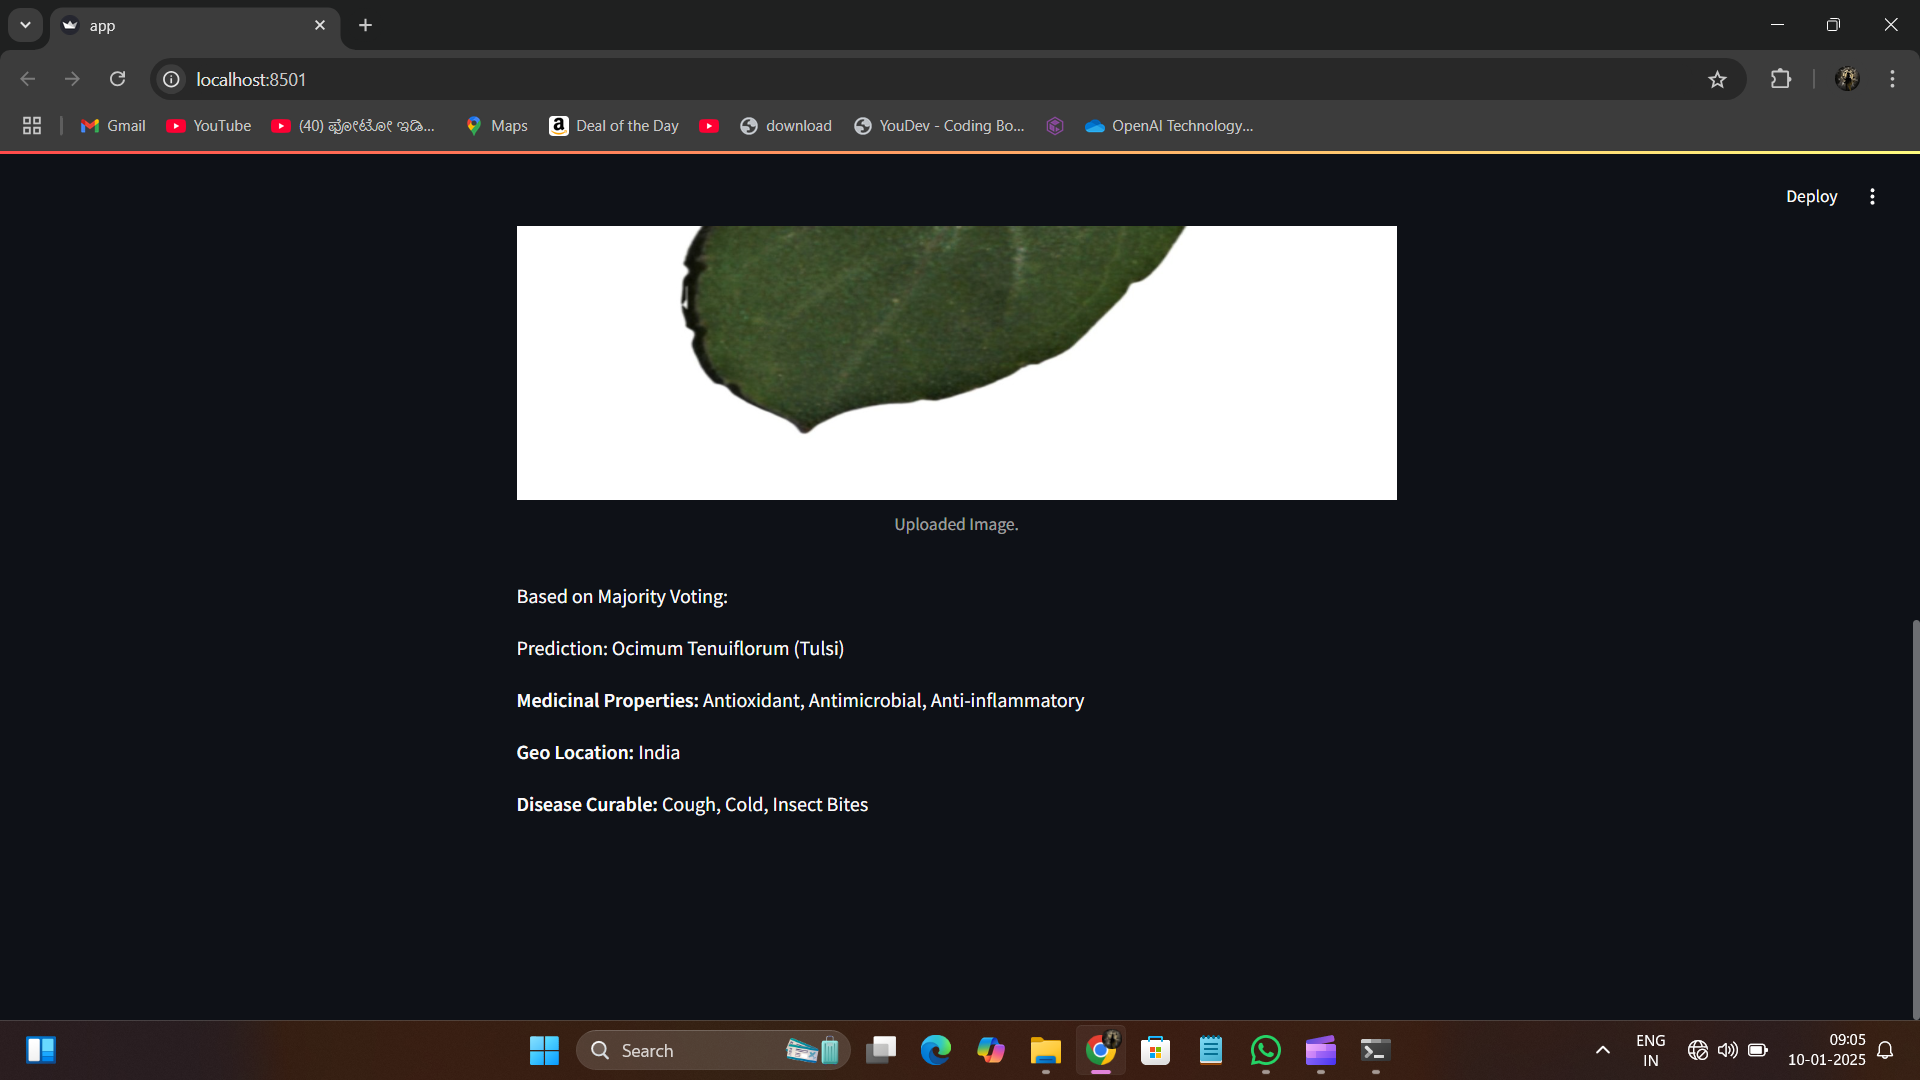 app
localhost:8501
Gmail
YouTube
(40) ಫೋಟೋ ಇಡಿ...
Maps
Deal of the Day
download
YouDev - Coding Bo...
OpenAI Technology...
Deploy
Uploaded Image.
Based on Majority Voting:
Prediction: Ocimum Tenuiflorum (Tulsi)
Medicinal Properties: Antioxidant, Antimicrobial, Anti-inflammatory
Geo Location: India
Disease Curable: Cough, Cold, Insect Bites
Search
ENG
IN
09:05
10-01-2025